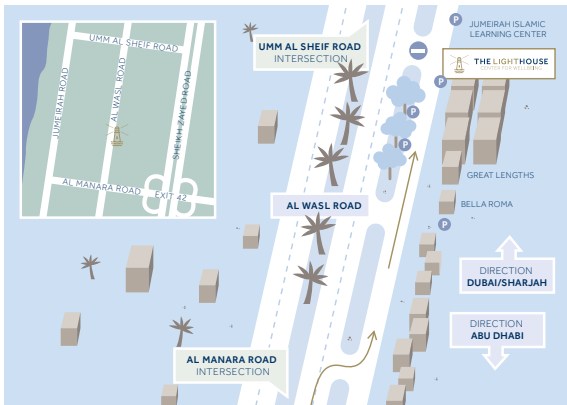 UMM AL SHEIF ROAD
JUMEIRAH ROAD
AL WASL ROAD
SHEIKH ZAYED ROAD
AL MANARA ROAD
EXIT 42
UMM AL SHEIF ROAD
INTERSECTION
P
JUMEIRAH ISLAMIC
LEARNING CENTER
THE LIGHTHOUSE
CENTER FOR WELLBEING
P
P
P
GREAT LENGTHS
AL WASL ROAD
BELLA ROMA
P
DIRECTION
DUBAI/SHARJAH
DIRECTION
ABU DHABI
AL MANARA ROAD
INTERSECTION